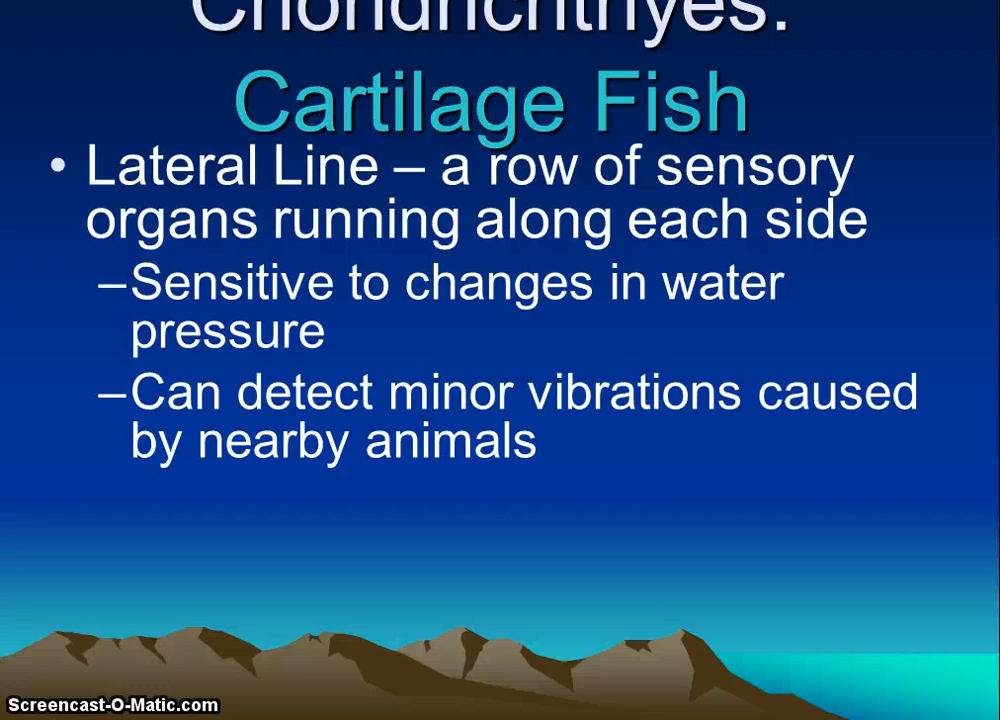 Chondrichthyes:
Cartilage Fish
• Lateral Line – a row of sensory
organs running along each side
–Sensitive to changes in water
pressure
–Can detect minor vibrations caused
by nearby animals
Screencast-O-Matic.com